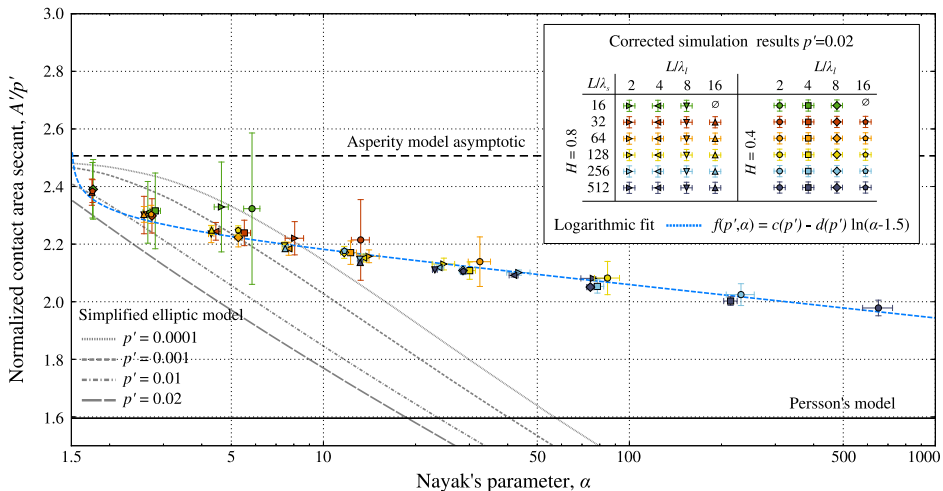 3.0
2.8
2.6
2.4
2.2
2.0
1.8
1.6
Normalized contact area secant, A'/p'
Corrected simulation results p'=0.02
L/λl L/λl
L/λs 2 4 8 16 2 4 8 16
16 ∅ ∅
32
64
128
256
512
H = 0.8
H = 0.4
Logarithmic fit f(p',α) = c(p') - d(p') ln(α-1.5)
Asperity model asymptotic
Simplified elliptic model
p' = 0.0001
p' = 0.001
p' = 0.01
p' = 0.02
Persson's model
1.5 5 10 50 100 500 1000
Nayak's parameter, α